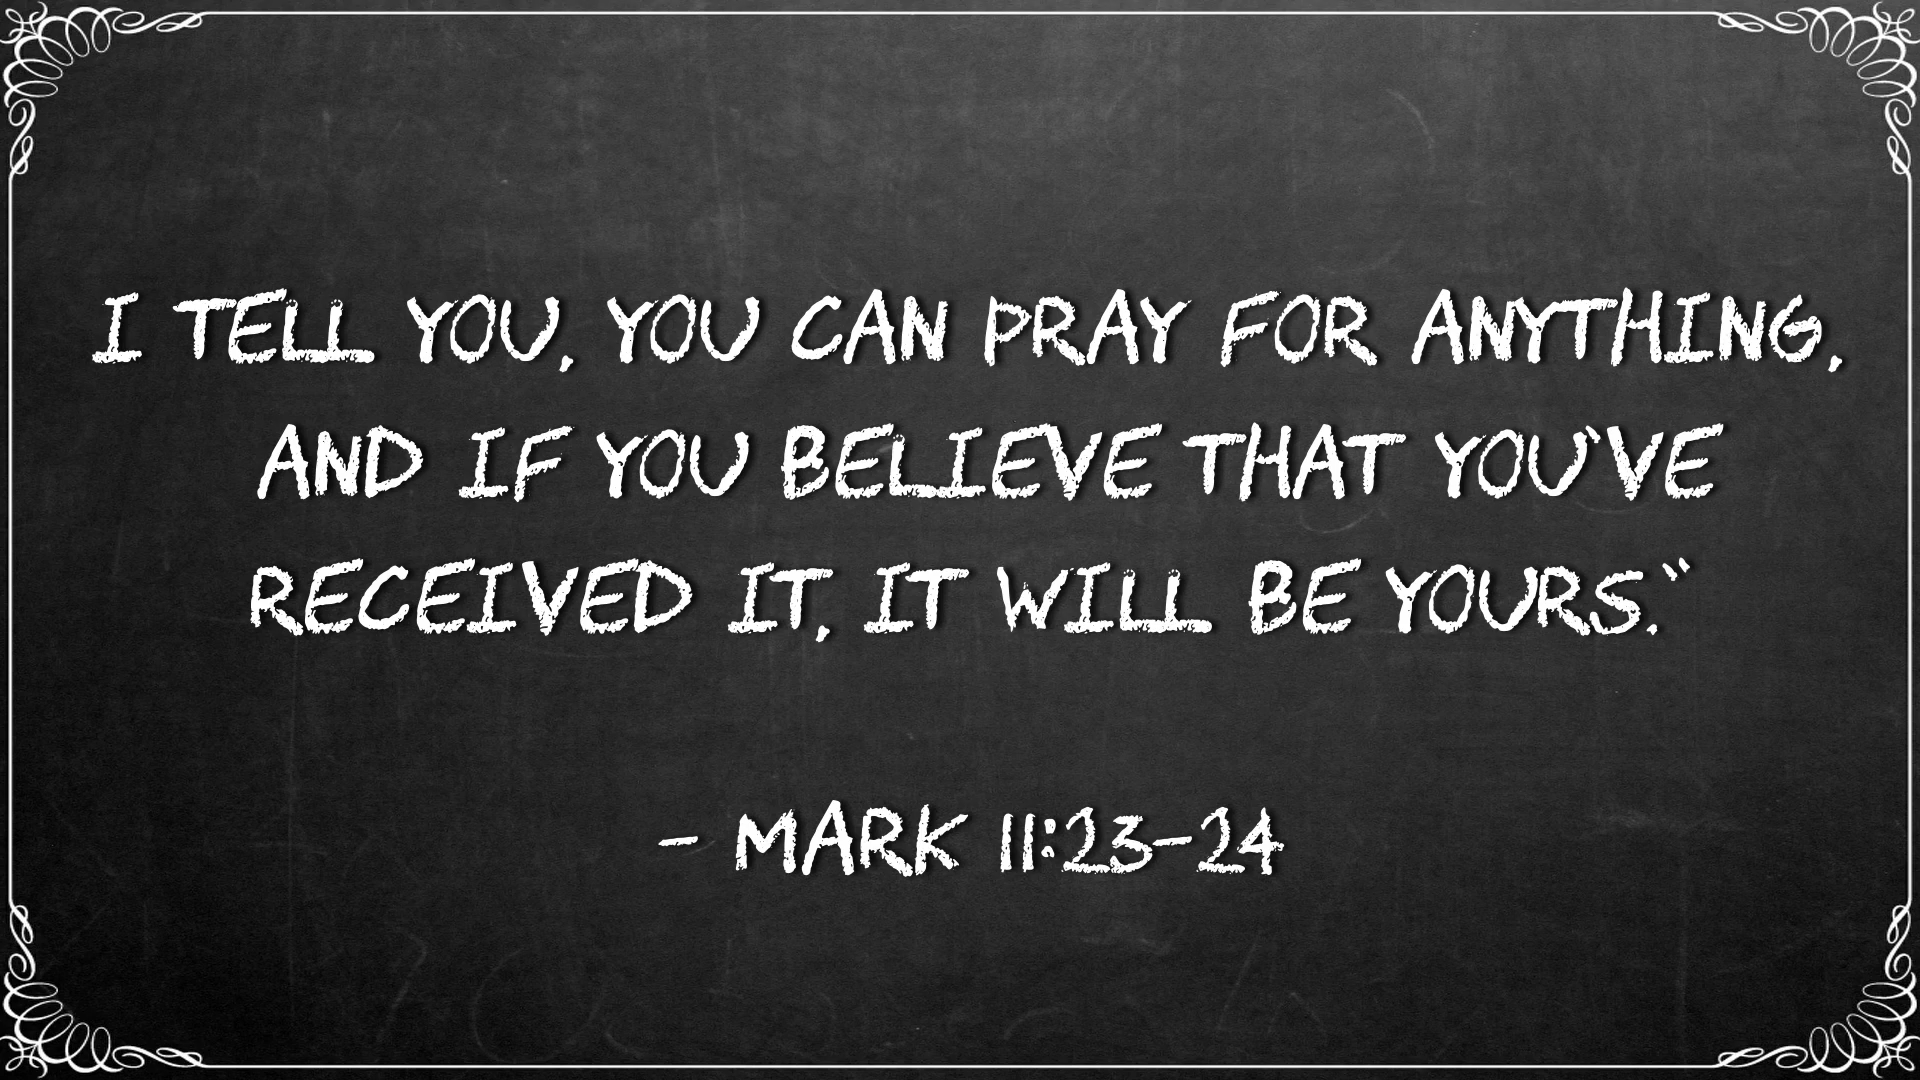 I TELL YOU, YOU CAN PRAY FOR ANYTHING,
AND IF YOU BELIEVE THAT YOU'VE
RECEIVED IT, IT WILL BE YOURS.”
- MARK 11:23-24